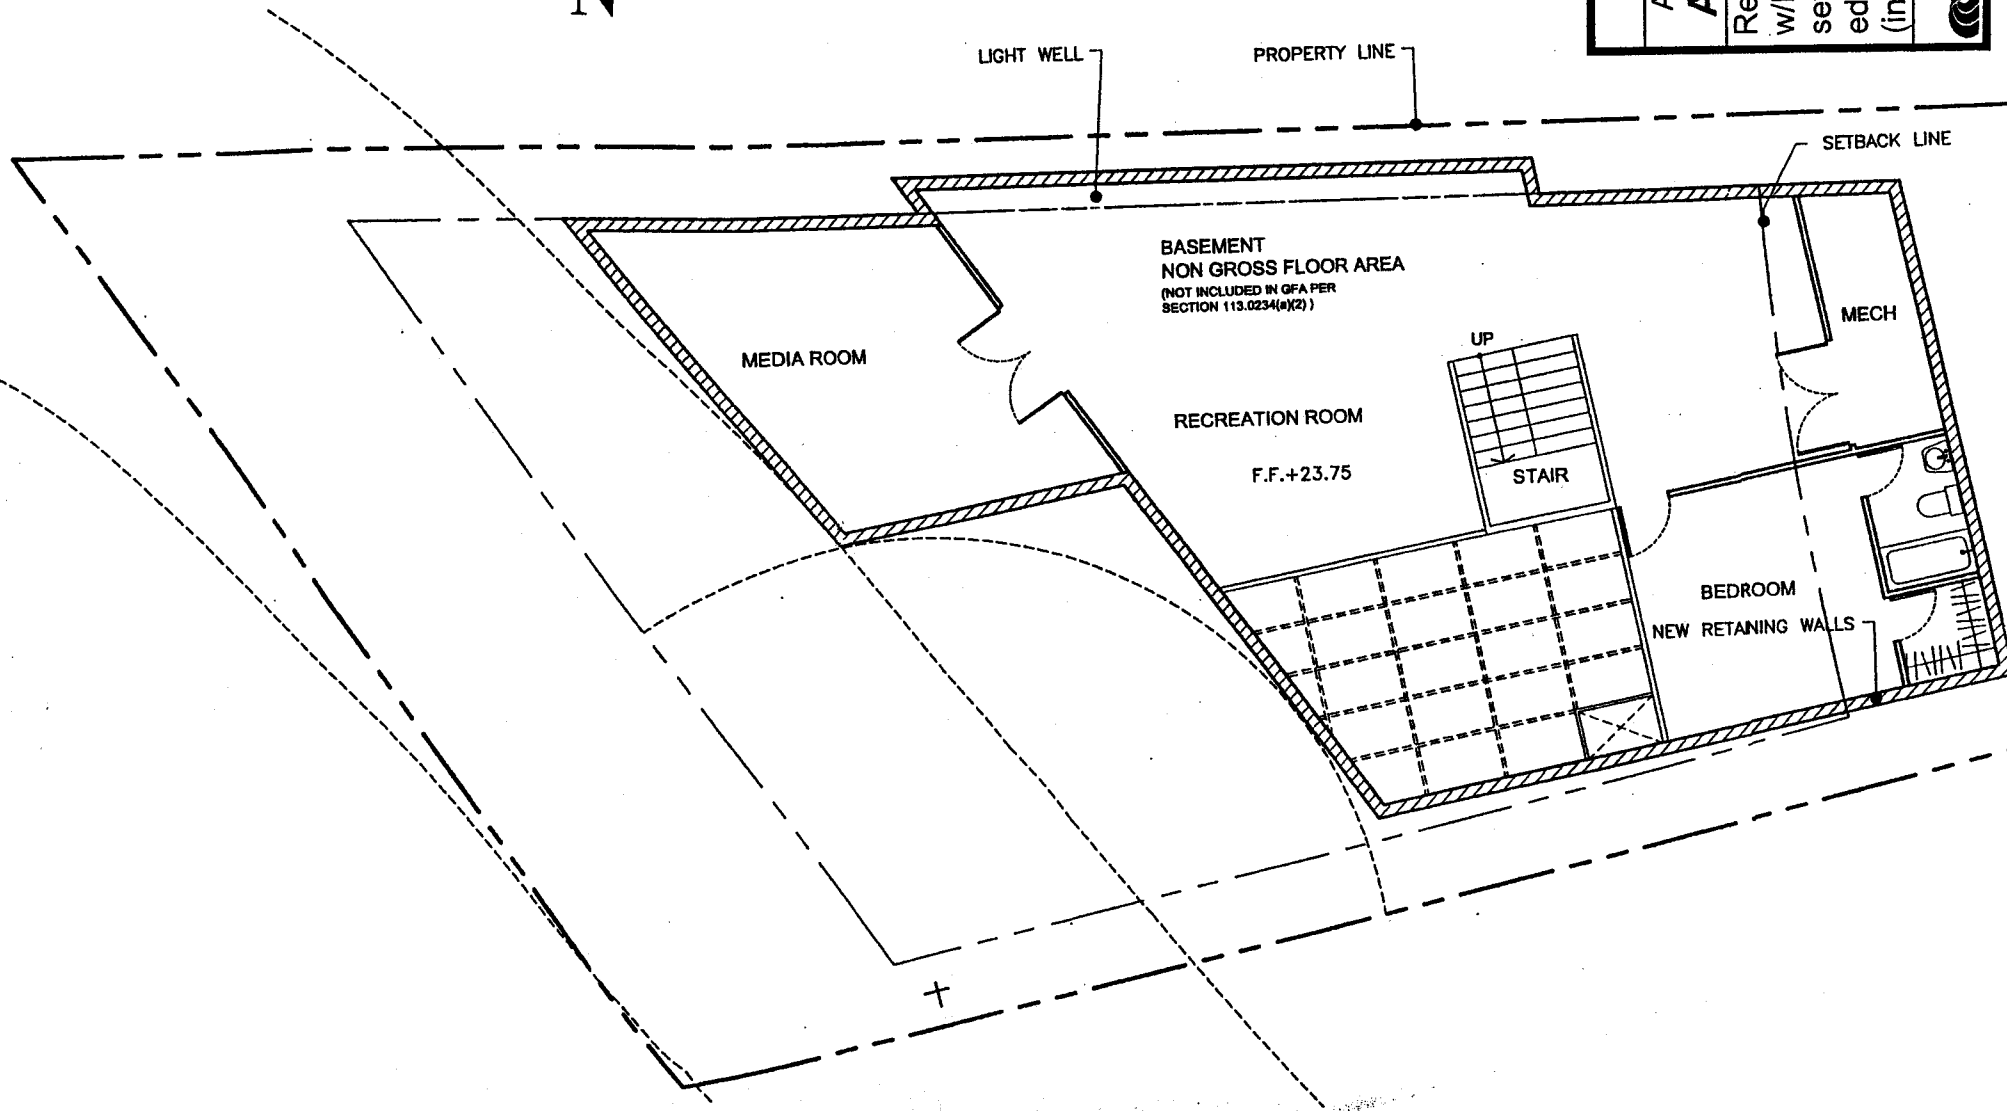 N
LIGHT WELL
PROPERTY LINE
SETBACK LINE
BASEMENT
NON GROSS FLOOR AREA
(NOT INCLUDED IN GFA PER
SECTION 113.0234(a)(2) )
MECH
UP
MEDIA ROOM
RECREATION ROOM
F.F.+23.75
STAIR
BEDROOM
NEW RETAINING WALLS